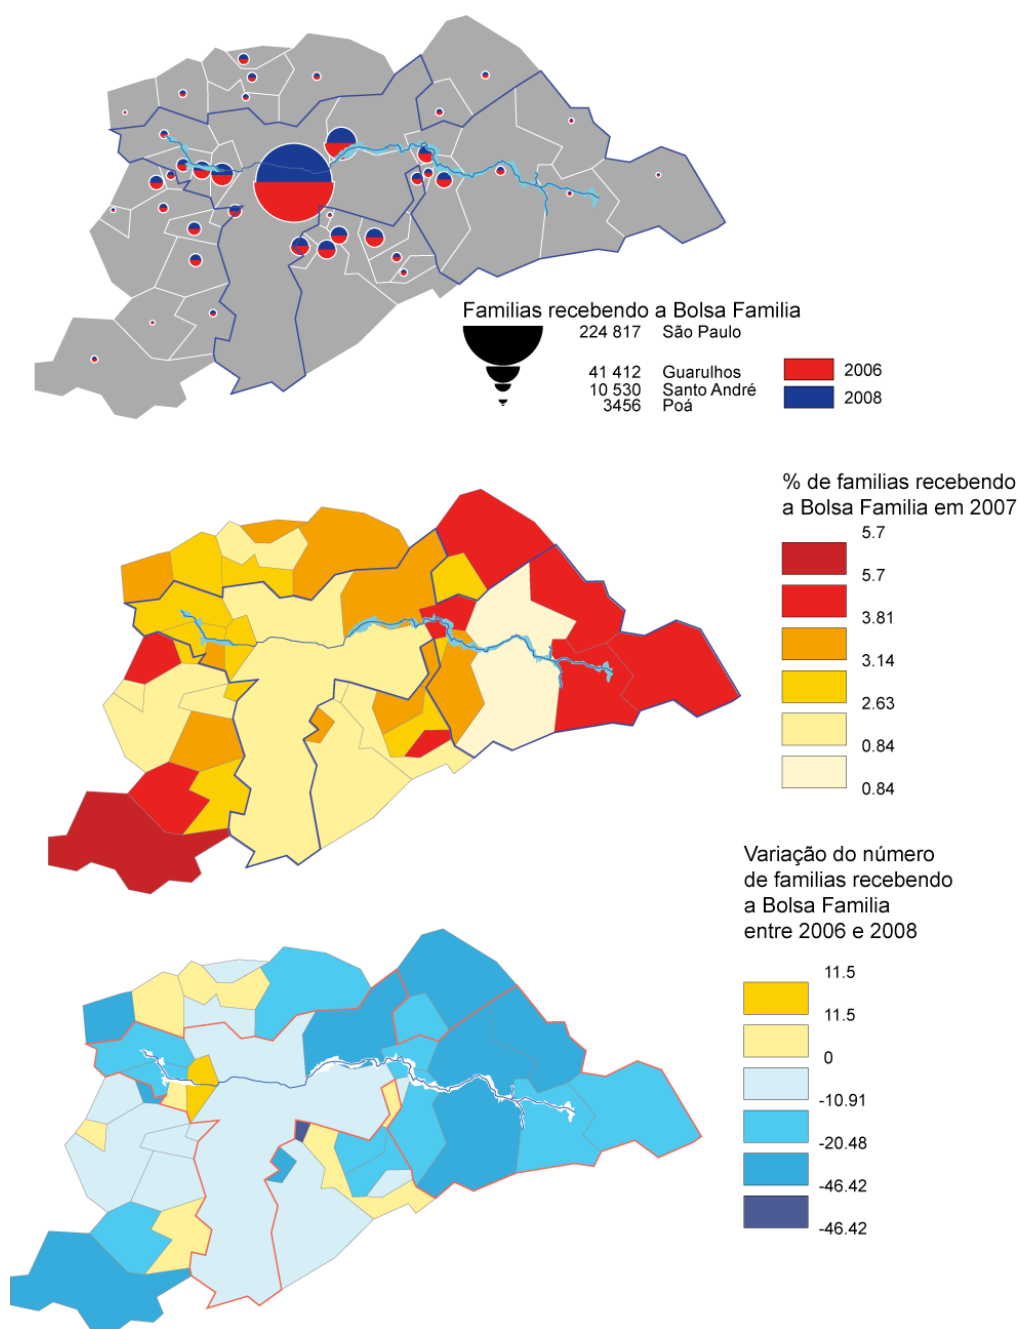 Familias recebendo a Bolsa Familia
224 817 São Paulo
41 412 Guarulhos
10 530 Santo André
3456 Poá
2006
2008
% de familias recebendo
a Bolsa Familia em 2007
5.7
5.7
3.81
3.14
2.63
0.84
0.84
Variação do número
de familias recebendo
a Bolsa Familia
entre 2006 e 2008
11.5
11.5
0
-10.91
-20.48
-46.42
-46.42